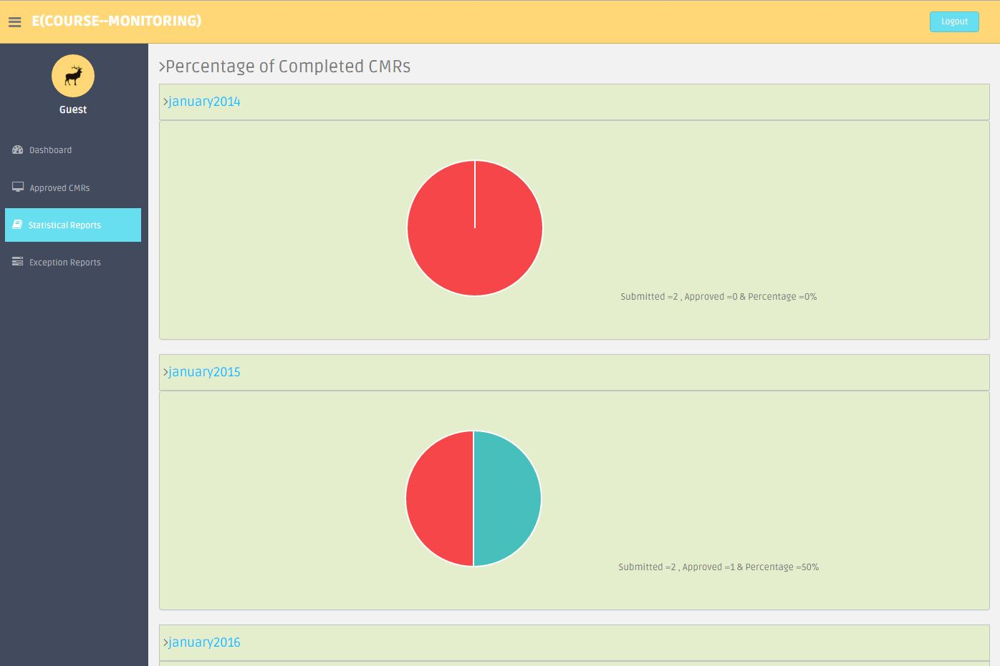 E(COURSE--MONITORING)
Logout
Guest
Dashboard
Approved CMRs
Statistical Reports
Exception Reports
>Percentage of Completed CMRs
>january2014
Submitted =2 , Approved =0 & Percentage =0%
>january2015
Submitted =2 , Approved =1 & Percentage =50%
>january2016